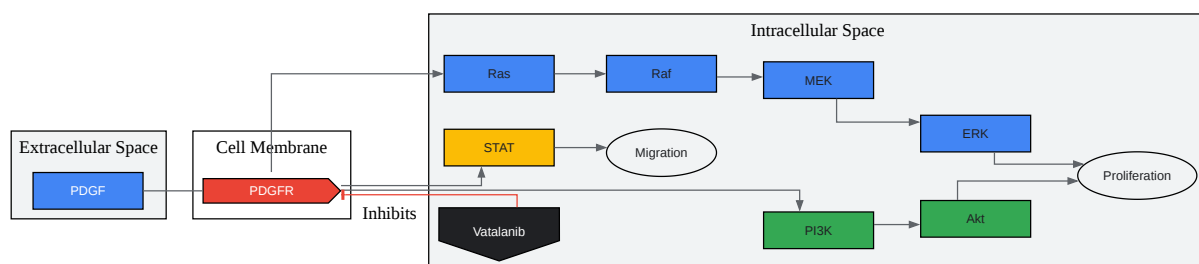 Intracellular Space
Ras
Raf
MEK
ERK
Extracellular Space
Cell Membrane
STAT
Migration
Proliferation
PDGF
PDGFR
Inhibits
Vatalanib
PI3K
Akt